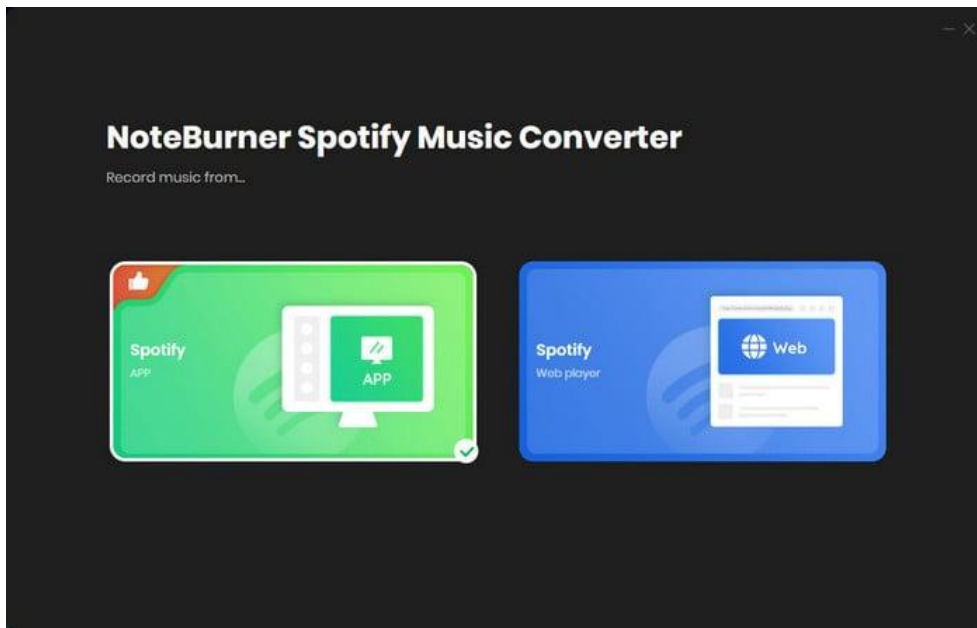 NoteBurner Spotify Music Converter
Record music from...
Spotify
APP
APP
Spotify
Web player
Web